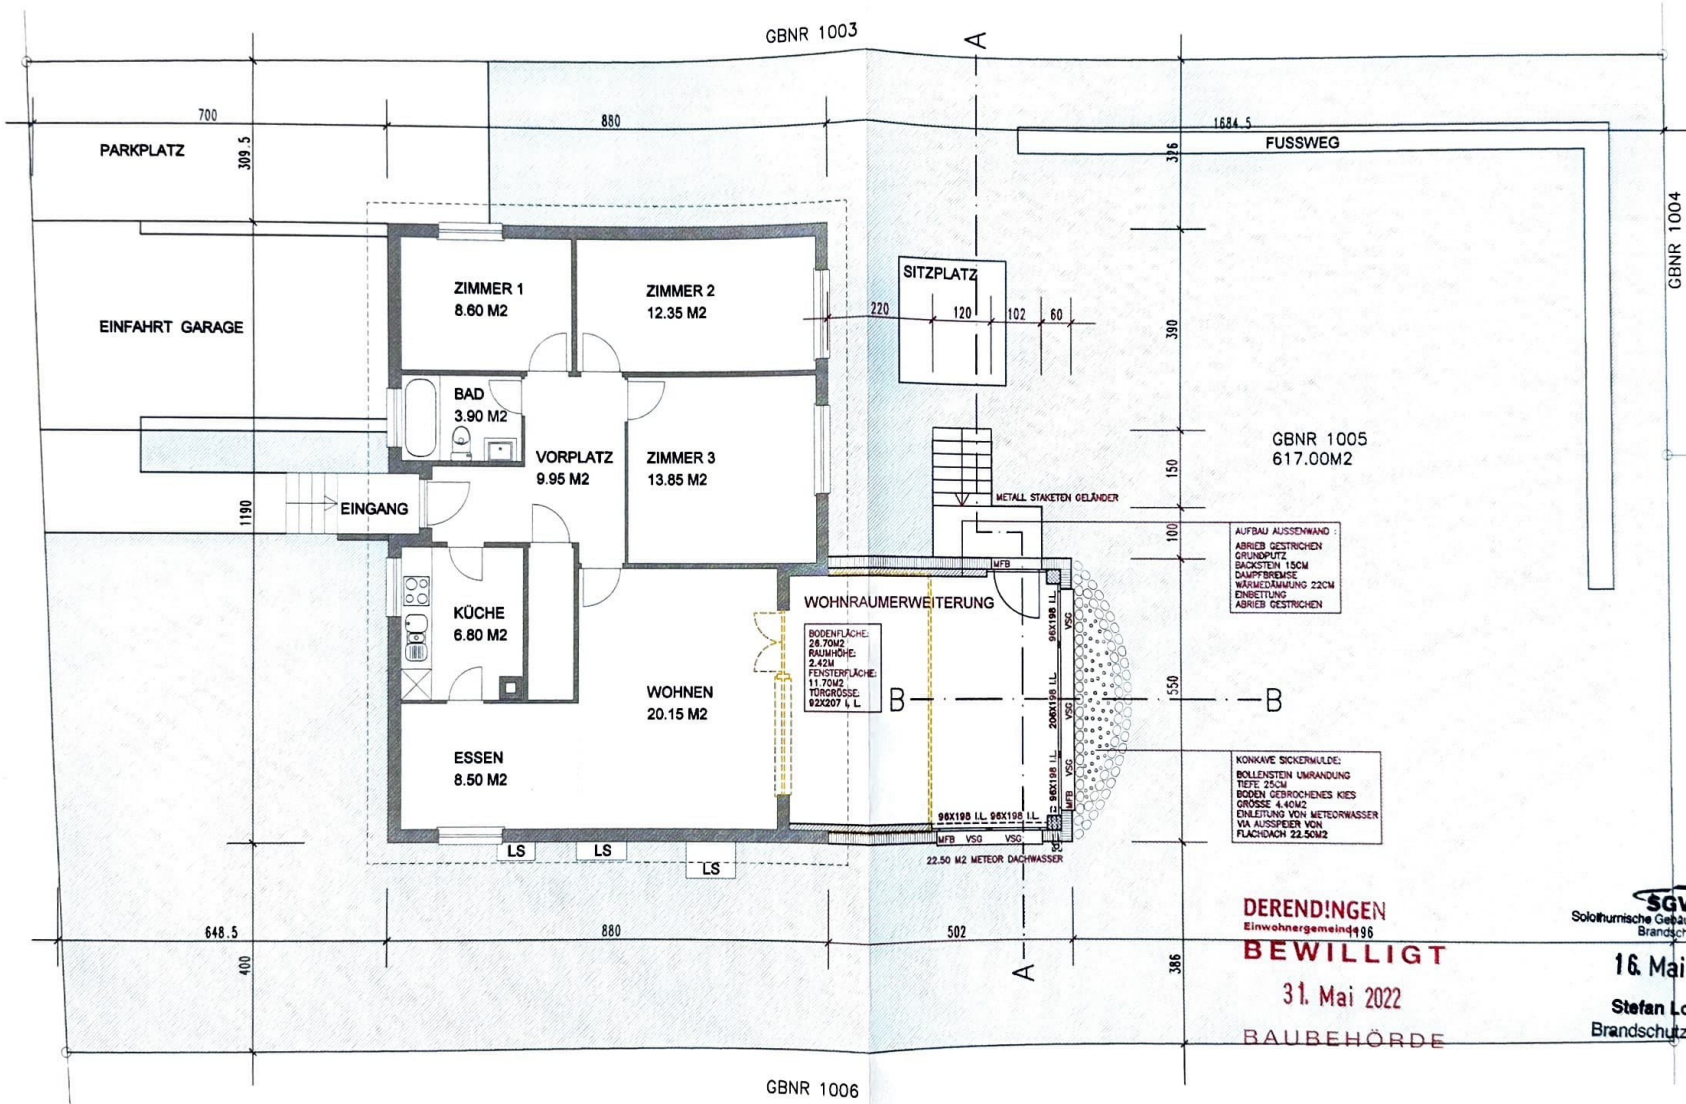 GBNR 1003
A
700
880
1684.5
PARKPLATZ
309.5
326
FUSSWEG
GBNR 1004
ZIMMER 1
8.60 M2
ZIMMER 2
12.35 M2
SITZPLATZ
EINFAHRT GARAGE
220
120
102
60
390
BAD
3.90 M2
GBNR 1005
617.00M2
VORPLATZ
9.95 M2
ZIMMER 3
13.85 M2
150
METALL STAKETEN GELÄNDER
EINGANG
1190
100
AUFBAU AUSSENWAND :
ABRIEB GESTRICHEN
GRUNDPUTZ
BACKSTEIN 15CM
DAMPFBREMSE
WÄRMEDÄMMUNG 22CM
EINBETTUNG
ABRIEB GESTRICHEN
MFB
KÜCHE
6.80 M2
WOHNRAUMERWEITERUNG
96X198 I.L.
VSG
BODENFLÄCHE:
26.70M2
RAUMHÖHE:
2.42M
FENSTERFLÄCHE:
11.70M2
TÜRGRÖSSE:
92X207 I. L.
WOHNEN
20.15 M2
B
B
206X198 I.L.
VSG
550
ESSEN
8.50 M2
96X198 I.L.
VSG
MFB
KONKAVE SICKERMULDE:
BOLLENSTEIN UMRANDUNG
TIEFE 25CM
BODEN GEBROCHENES KIES
GRÖSSE 4.40M2
EINLEITUNG VON METEORWASSER
VIA AUSSPEIER VON
FLACHDACH 22.50M2
96X198 I.L. 96X198 I.L.
MFB VSG VSG
22.50 M2 METEOR DACHWASSER
LS
LS
LS
648.5
880
502
400
386
A
DERENDINGEN
Einwohnergemeinde
BEWILLIGT
31. Mai 2022
BAUBEHÖRDE
Solothurnische
16. Mai
Stefan
Brandschutz
GBNR 1006